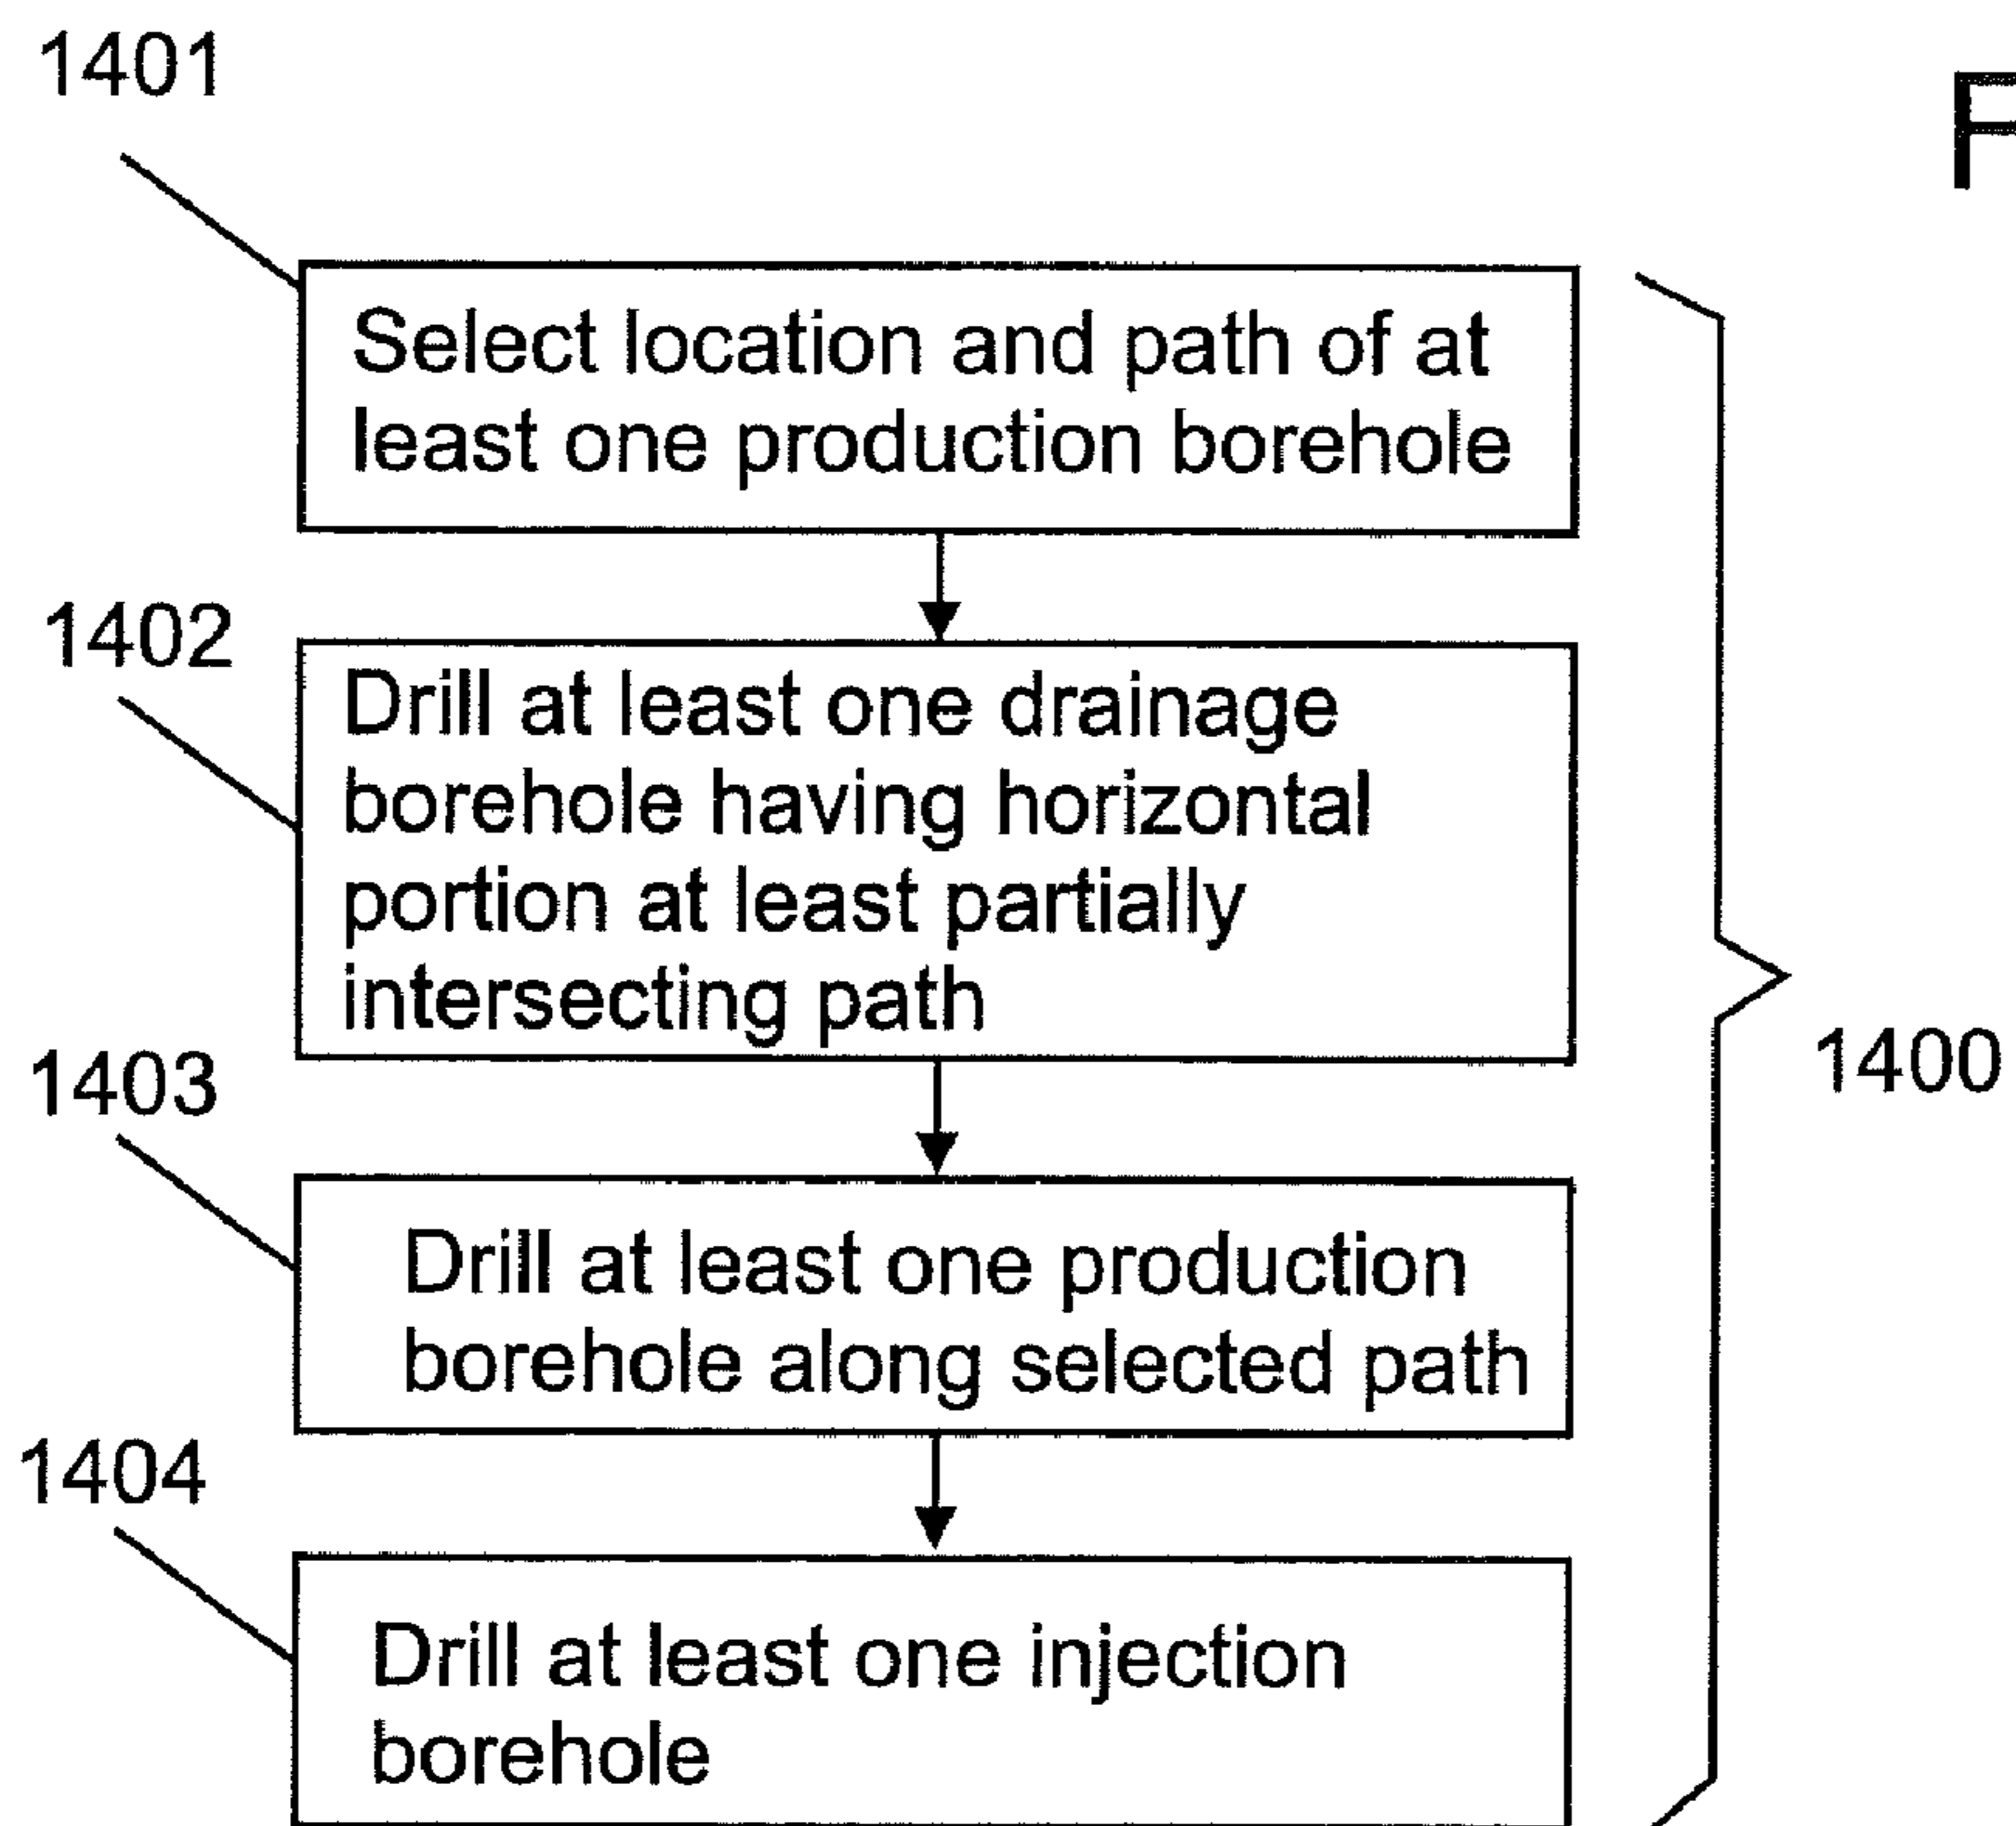 1401
F
Select location and path of at
least one production borehole
1402
Drill at least one drainage
borehole having horizontal
portion at least partially
intersecting path
1403
1400
Drill at least one production
borehole along selected path
1404
Drill at least one injection
borehole